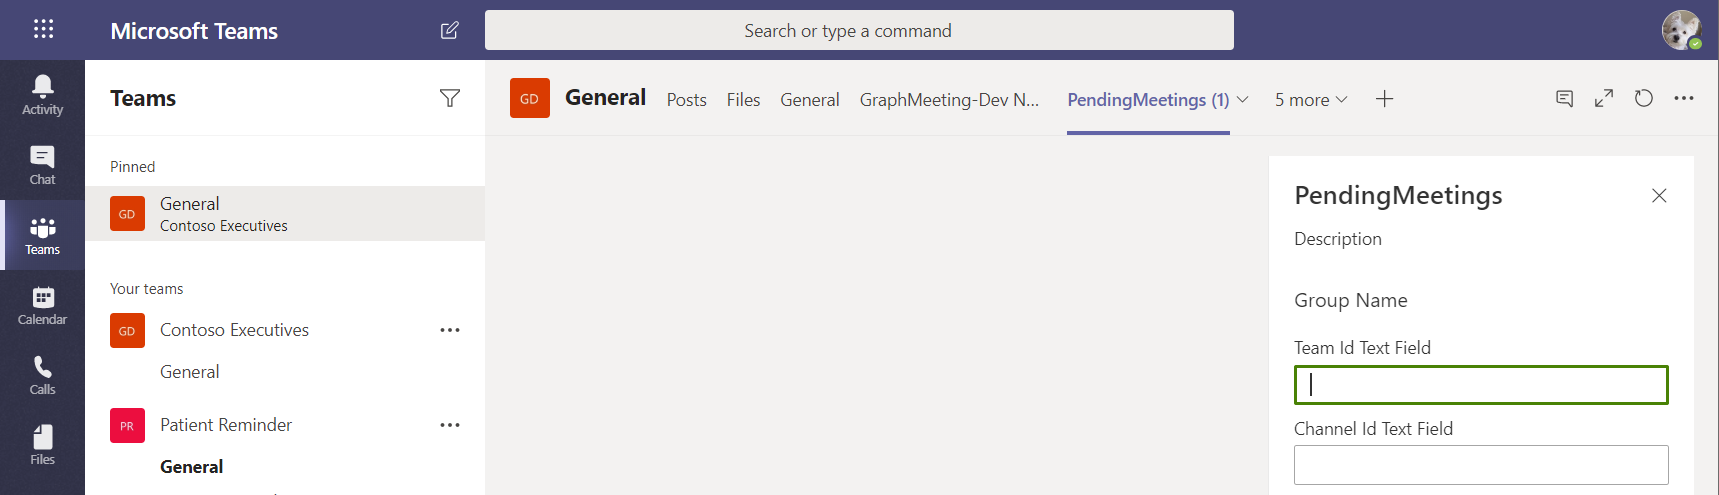 Microsoft Teams
Search or type a command
Activity
Chat
Teams
Calendar
Calls
Files
Teams
Pinned
GD
General
Contoso Executives
Your teams
GD
Contoso Executives
General
PR
Patient Reminder
General
GD
General
Posts
Files
General
GraphMeeting-Dev N...
PendingMeetings (1)
5 more
PendingMeetings
Description
Group Name
Team Id Text Field
Channel Id Text Field